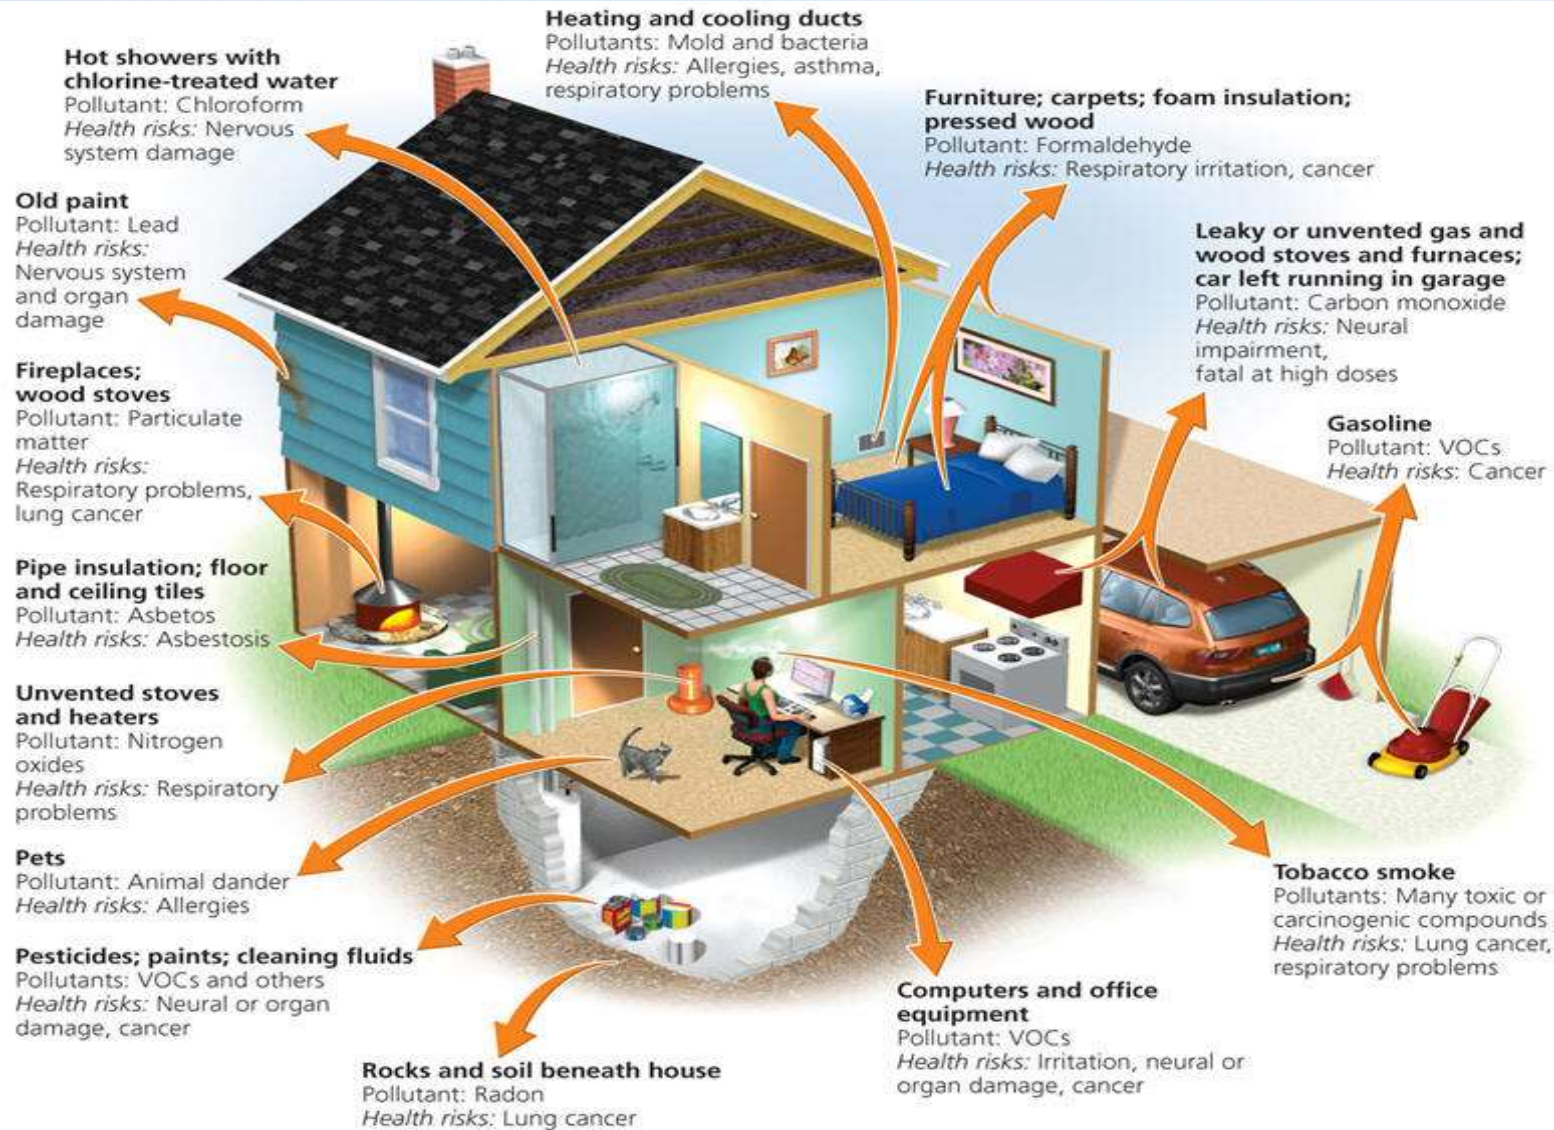 Heating and cooling ducts
Pollutants: Mold and bacteria
Health risks: Allergies, asthma,
respiratory problems
Hot showers with
chlorine-treated water
Pollutant: Chloroform
Health risks: Nervous
system damage
Furniture; carpets; foam insulation;
pressed wood
Pollutant: Formaldehyde
Health risks: Respiratory irritation, cancer
Old paint
Pollutant: Lead
Health risks:
Nervous system
and organ
damage
Leaky or unvented gas and
wood stoves and furnaces;
car left running in garage
Pollutant: Carbon monoxide
Health risks: Neural
impairment,
fatal at high doses
Fireplaces;
wood stoves
Pollutant: Particulate
matter
Health risks:
Respiratory problems,
lung cancer
Gasoline
Pollutant: VOCs
Health risks: Cancer
Pipe insulation; floor
and ceiling tiles
Pollutant: Asbetos
Health risks: Asbestosis
Unvented stoves
and heaters
Pollutant: Nitrogen
oxides
Health risks: Respiratory
problems
Pets
Pollutant: Animal dander
Health risks: Allergies
Tobacco smoke
Pollutants: Many toxic or
carcinogenic compounds
Health risks: Lung cancer,
respiratory problems
Pesticides; paints; cleaning fluids
Pollutants: VOCs and others
Health risks: Neural or organ
damage, cancer
Computers and office
equipment
Pollutant: VOCs
Health risks: Irritation, neural or
organ damage, cancer
Rocks and soil beneath house
Pollutant: Radon
Health risks: Lung cancer